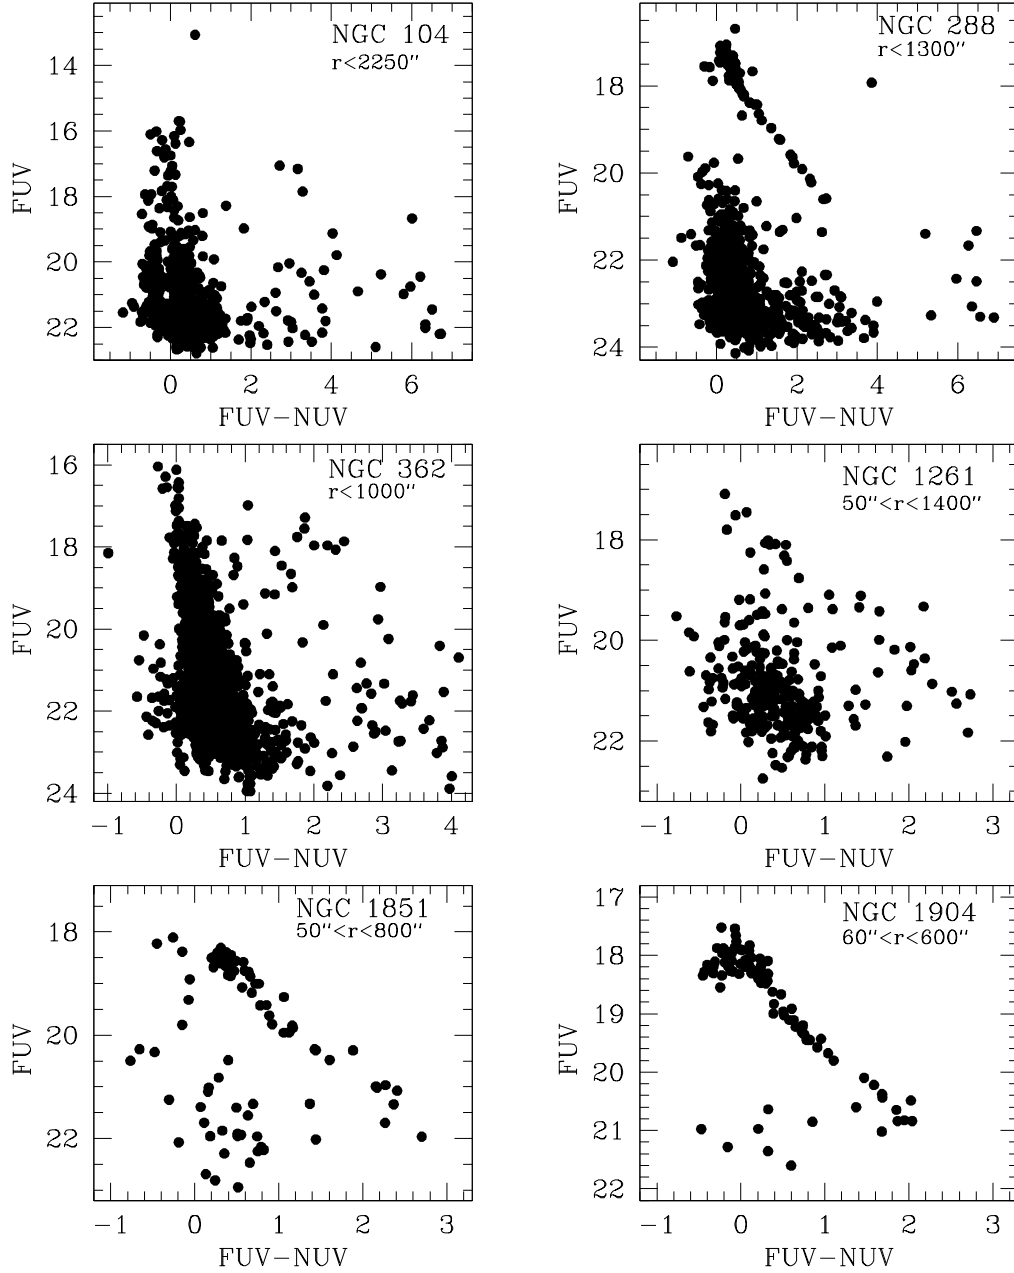 NGC 104
r<2250"
14
16
18
20
22
FUV
0 2 4 6
FUV−NUV
NGC 288
r<1300"
18
20
22
24
FUV
0 2 4 6
FUV−NUV
NGC 362
r<1000"
16
18
20
22
24
FUV
−1 0 1 2 3 4
FUV−NUV
NGC 1261
50"<r<1400"
18
20
22
FUV
−1 0 1 2 3
FUV−NUV
NGC 1851
50"<r<800"
18
20
22
FUV
−1 0 1 2 3
FUV−NUV
NGC 1904
60"<r<600"
17
18
19
20
21
22
FUV
−1 0 1 2 3
FUV−NUV